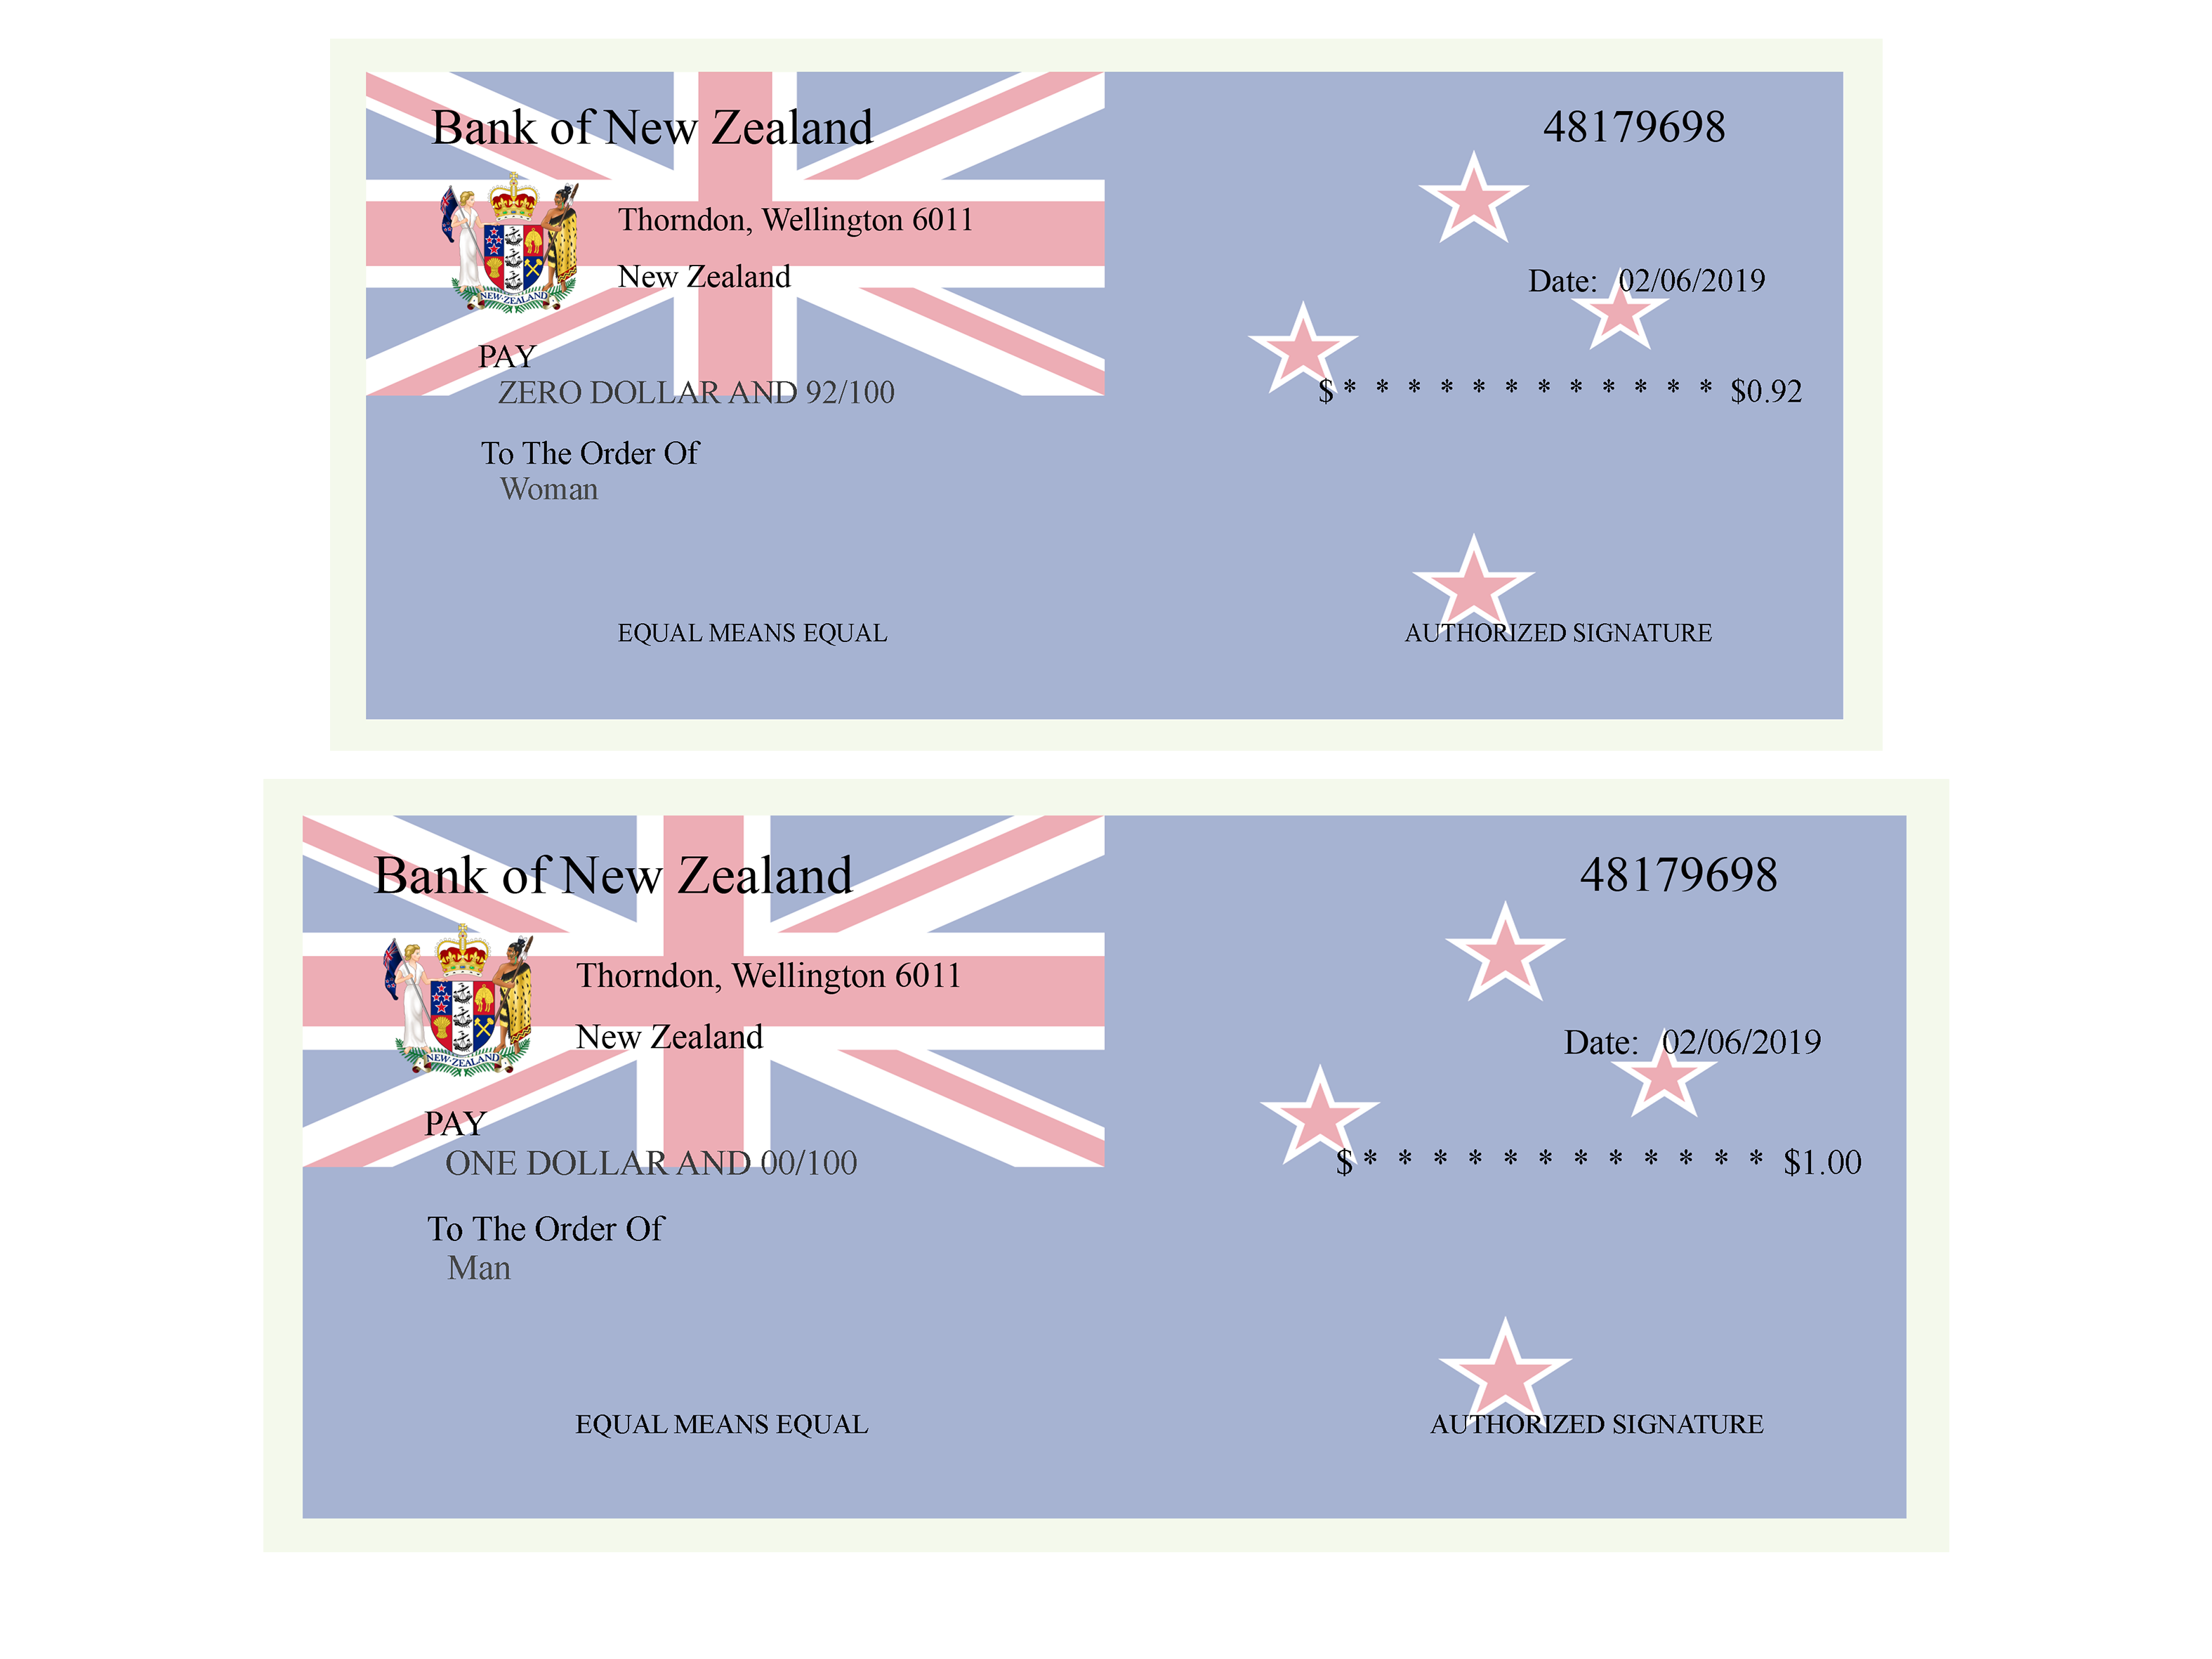 Bank of New Zealand 48179698
Thorndon, Wellington 6011
New Zealand
NEW ZEALAND
Date: 02/06/2019
PAY
ZERO DOLLAR AND 92/100
$ * * * * * * * * * * * * $0.92
To The Order Of
Woman
EQUAL MEANS EQUAL
AUTHORIZED SIGNATURE
Bank of New Zealand 48179698
Thorndon, Wellington 6011
New Zealand
NEW ZEALAND
Date: 02/06/2019
PAY
ONE DOLLAR AND 00/100
$ * * * * * * * * * * * * $1.00
To The Order Of
Man
EQUAL MEANS EQUAL
AUTHORIZED SIGNATURE